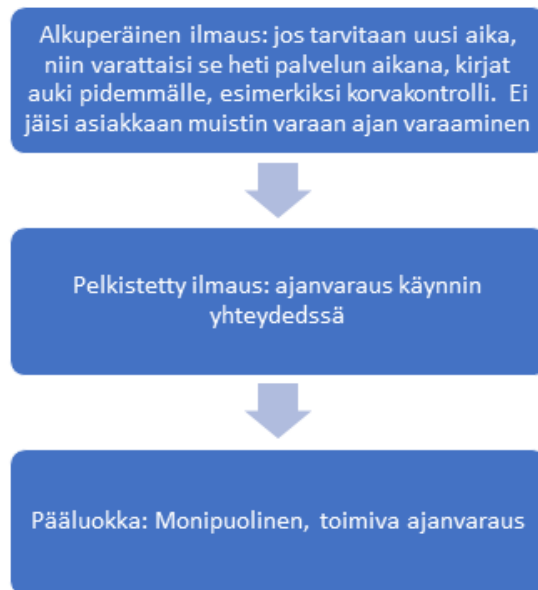 Alkuperäinen ilmaus: jos tarvitaan uusi aika,
niin varattaisi se heti palvelun aikana, kirjat
auki pidemmälle, esimerkiksi korvakontrolli.  Ei
jäisi asiakkaan muistin varaan ajan varaaminen
Pelkistetty ilmaus: ajanvaraus käynnin
yhteydedssä
Pääluokka: Monipuolinen, toimiva ajanvaraus